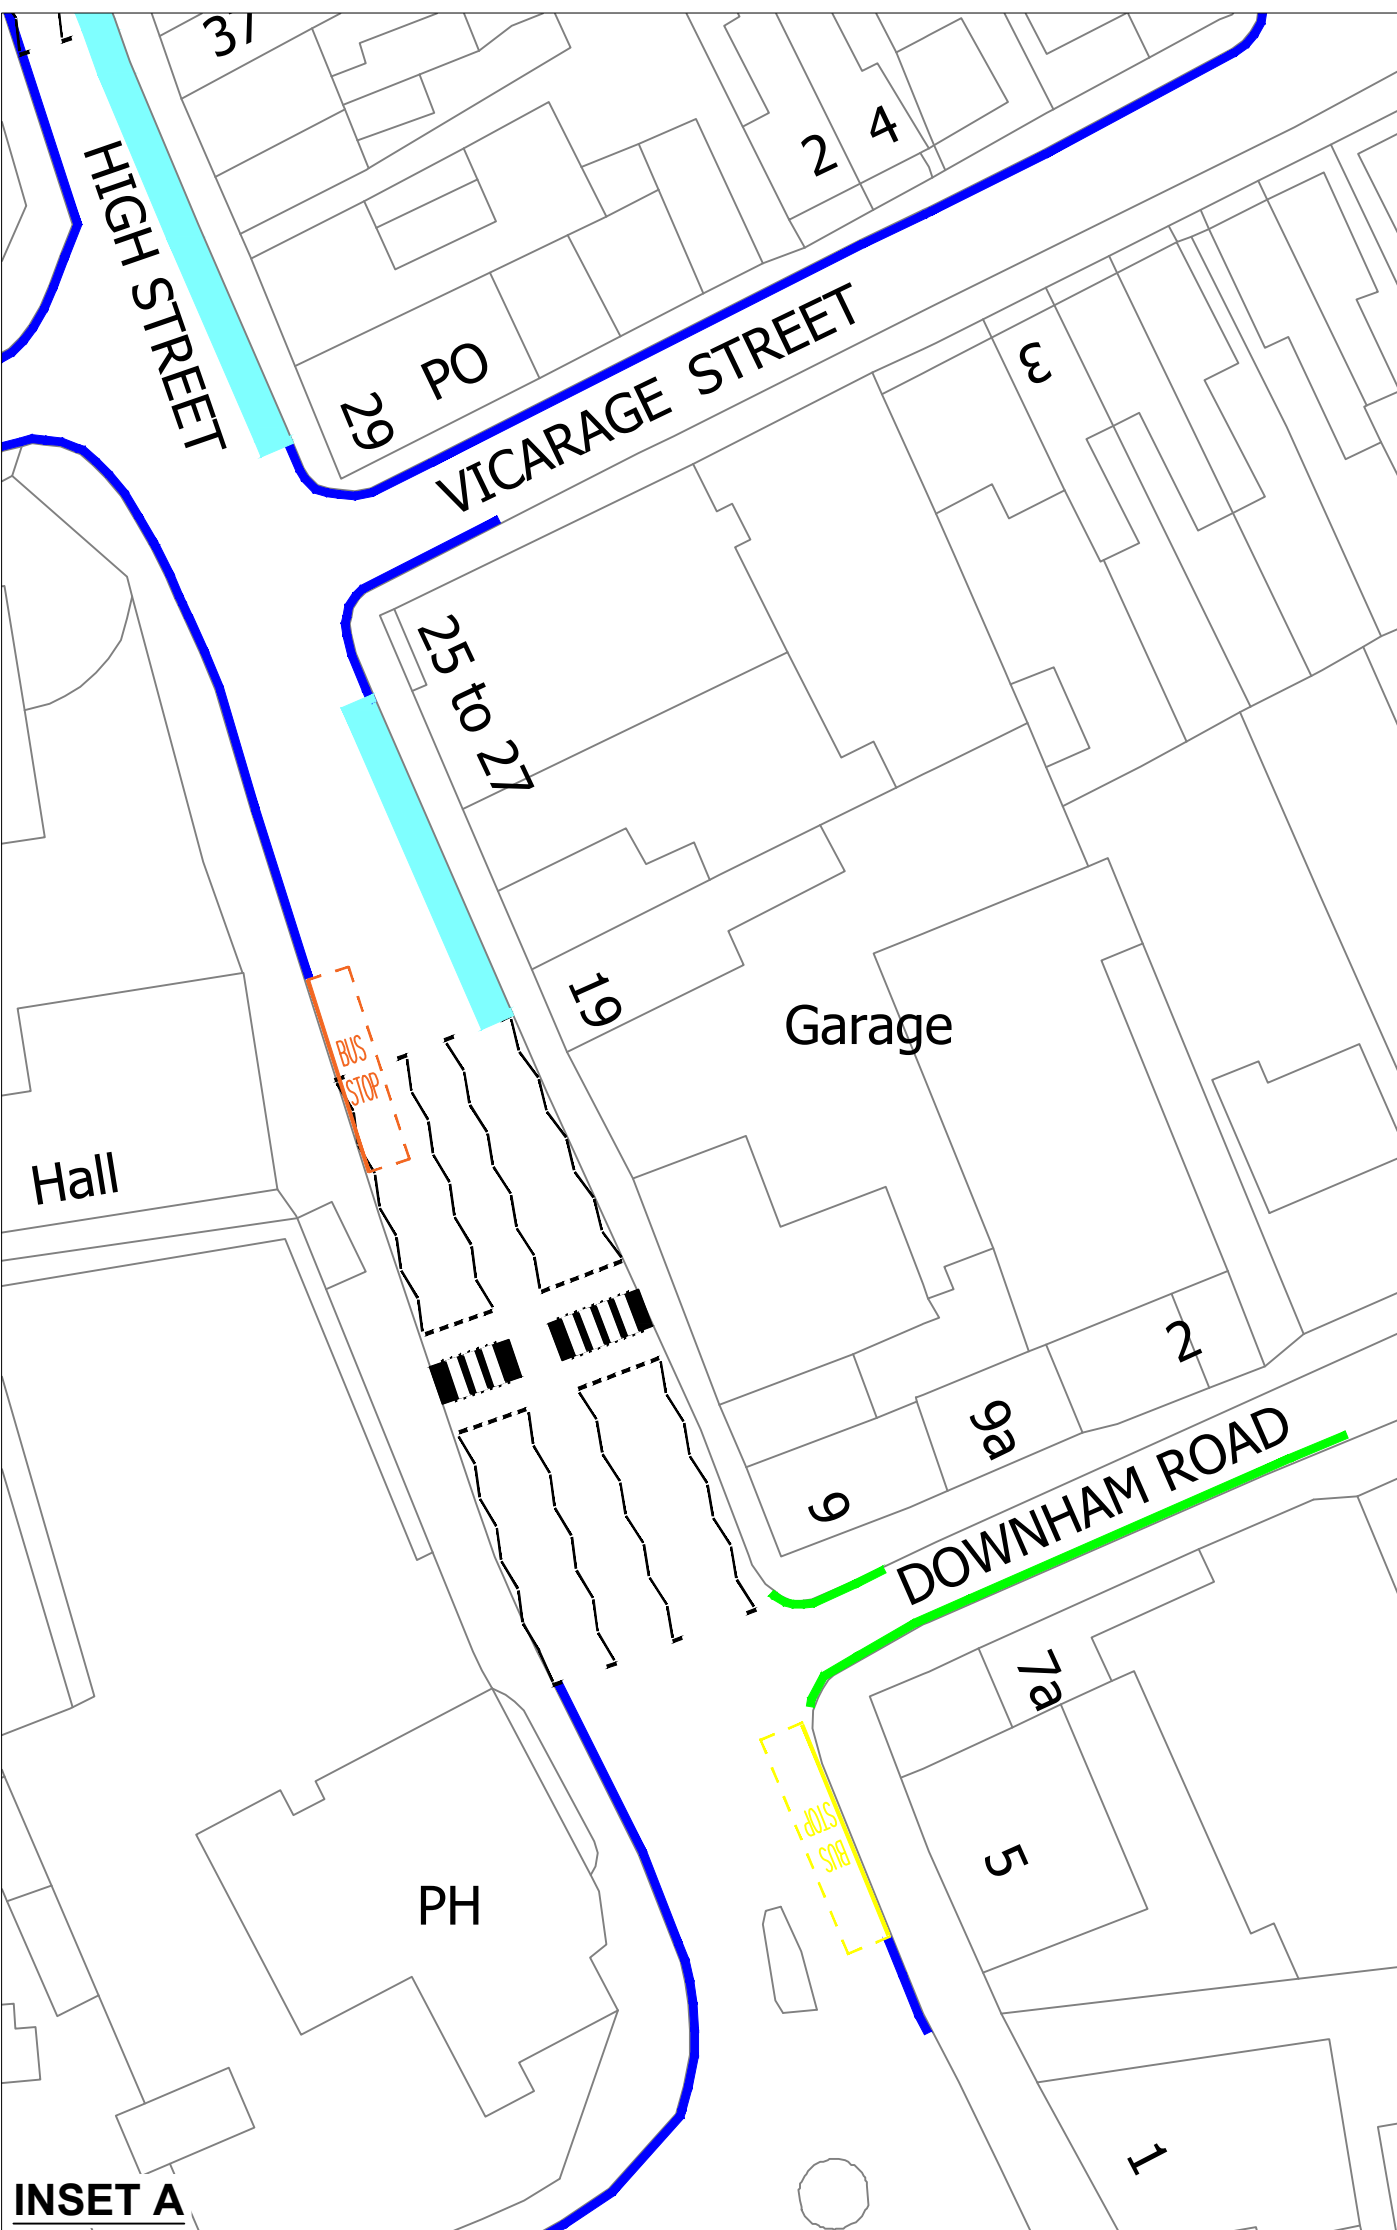 37
HIGH STREET
2
4
PO
29
VICARAGE STREET
3
25 to 27
19
Garage
BUS
STOP
Hall
2
9a
9
DOWNHAM ROAD
7a
BUS
STOP
5
PH
1
INSET A